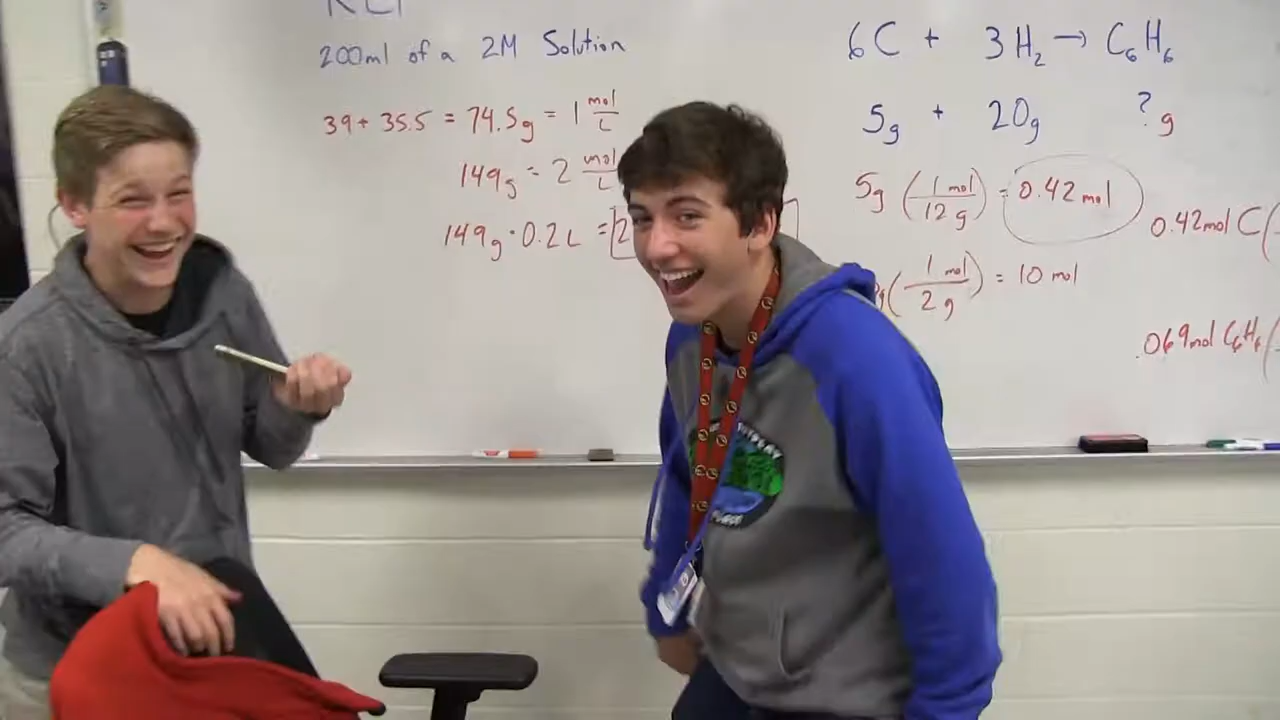 KCl
200ml of a 2M Solution
39 + 35.5 = 74.5g = 1 mol/L
149g = 2 mol/L
149g · 0.2L = 2
6C + 3H₂ → C₆H₆
5g + 20g ? g
5g (1 mol/12 g) = 0.42 mol
g (1 mol/2 g) = 10 mol
0.42 mol C (
.069 mol C₆H₆ (